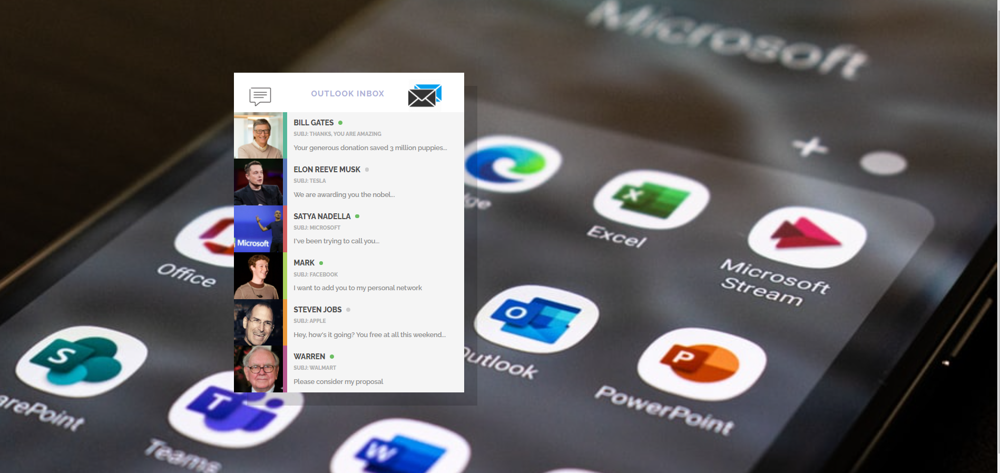 Microsoft
OUTLOOK INBOX
BILL GATES
SUBJ: THANKS, YOU ARE AMAZING
Your generous donation saved 3 million puppies...
ELON REEVE MUSK
SUBJ: TESLA
We are awarding you the nobel...
SATYA NADELLA
SUBJ: MICROSOFT
I've been trying to call you...
Microsoft
MARK
SUBJ: FACEBOOK
I want to add you to my personal network
STEVEN JOBS
SUBJ: APPLE
Hey, how's it going? You free at all this weekend...
WARREN
SUBJ: WALMART
Please consider my proposal
dge
X
Excel
Microsoft
Stream
Office
O
Outlook
P
PowerPoint
S
arePoint
T
Teams
W